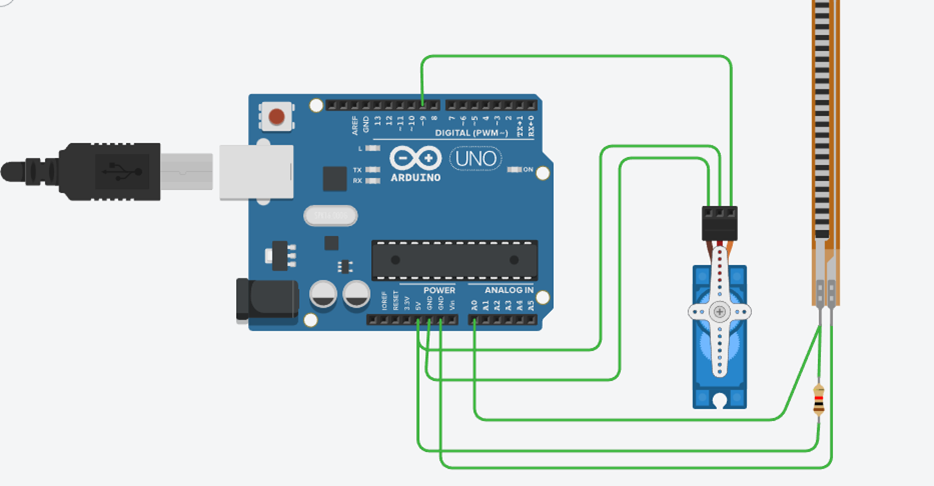 AREF
GND
13
12
~11
~10
~9
8
7
~6
~5
4
~3
2
TX→1
RX←0
DIGITAL (PWM~)
L
TX
RX
UNO
ARDUINO
ON
POWER
ANALOG IN
IOREF
RESET
3.3V
5V
GND
GND
Vin
A0
A1
A2
A3
A4
A5